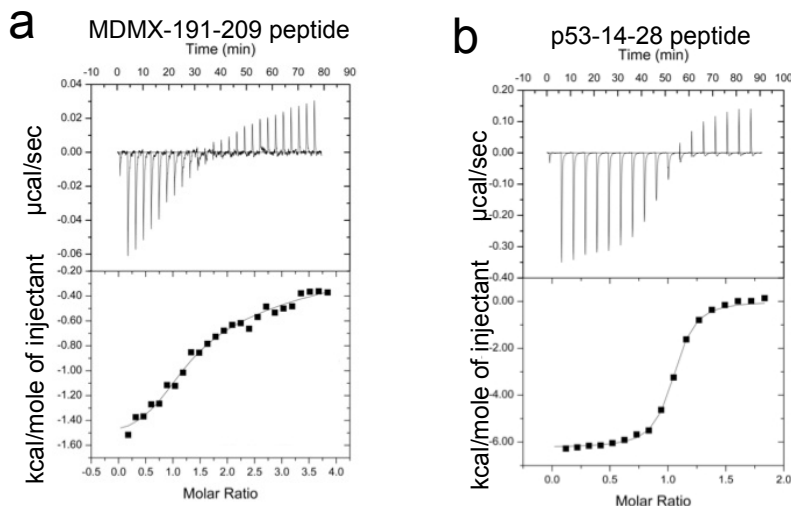 a
MDMX-191-209 peptide
Time (min)
-10 0 10 20 30 40 50 60 70 80 90
0.04
0.02
0.00
-0.02
-0.04
-0.06
µcal/sec
-0.20
-0.40
-0.60
-0.80
-1.00
-1.20
-1.40
-1.60
kcal/mole of injectant
-0.5 0.0 0.5 1.0 1.5 2.0 2.5 3.0 3.5 4.0
Molar Ratio
b
p53-14-28 peptide
Time (min)
-10 0 10 20 30 40 50 60 70 80 90 100
0.20
0.10
0.00
-0.10
-0.20
-0.30
-0.40
µcal/sec
0.00
-2.00
-4.00
-6.00
kcal/mole of injectant
0.0 0.5 1.0 1.5 2.0
Molar Ratio